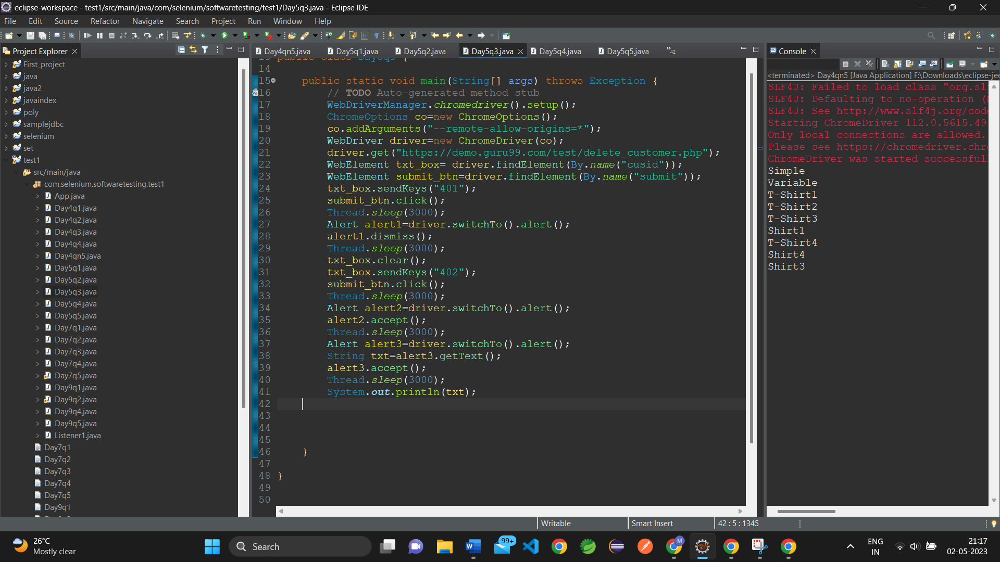 eclipse-workspace - test1/src/main/java/com/selenium/softwaretesting/test1/Day5q3.java - Eclipse IDE
File Edit Source Refactor Navigate Search Project Run Window Help
Project Explorer
First_project
java
java2
javaindex
poly
samplejdbc
selenium
set
test1
src/main/java
com.selenium.softwaretesting.test1
App.java
Day4q1.java
Day4q2.java
Day4q3.java
Day4q4.java
Day4qn5.java
Day5q1.java
Day5q2.java
Day5q3.java
Day5q4.java
Day5q5.java
Day7q1.java
Day7q2.java
Day7q3.java
Day7q4.java
Day7q5.java
Day9q1.java
Day9q2.java
Day9q4.java
Day9q5.java
Listener1.java
Day7q1
Day7q2
Day7q3
Day7q4
Day7q5
Day9q1
Day4qn5.java Day5q1.java Day5q2.java Day5q3.java Day5q4.java Day5q5.java »42
14
15 public static void main(String[] args) throws Exception {
16 // TODO Auto-generated method stub
17 WebDriverManager.chromedriver().setup();
18 ChromeOptions co=new ChromeOptions();
19 co.addArguments("--remote-allow-origins=*");
20 WebDriver driver=new ChromeDriver(co);
21 driver.get("https://demo.guru99.com/test/delete_customer.php");
22 WebElement txt_box= driver.findElement(By.name("cusid"));
23 WebElement submit_btn=driver.findElement(By.name("submit"));
24 txt_box.sendKeys("401");
25 submit_btn.click();
26 Thread.sleep(3000);
27 Alert alert1=driver.switchTo().alert();
28 alert1.dismiss();
29 Thread.sleep(3000);
30 txt_box.clear();
31 txt_box.sendKeys("402");
32 submit_btn.click();
33 Thread.sleep(3000);
34 Alert alert2=driver.switchTo().alert();
35 alert2.accept();
36 Thread.sleep(3000);
37 Alert alert3=driver.switchTo().alert();
38 String txt=alert3.getText();
39 alert3.accept();
40 Thread.sleep(3000);
41 System.out.println(txt);
42
43
44
45
46 }
47
48 }
49
50
Console
<terminated> Day4qn5 [Java Application] F:\Downloads\eclipse-jee
SLF4J: Failed to load class "org.sl
SLF4J: Defaulting to no-operation (
SLF4J: See http://www.slf4j.org/cod
Starting ChromeDriver 112.0.5615.49
Only local connections are allowed.
Please see https://chromedriver.chr
ChromeDriver was started successful
Simple
Variable
T-Shirt1
T-Shirt2
T-Shirt3
Shirt1
T-Shirt4
Shirt4
Shirt3
Writable Smart Insert 42 : 5 : 1345
26°C
Mostly clear
Search
99+
M
ENG
IN
21:17
02-05-2023